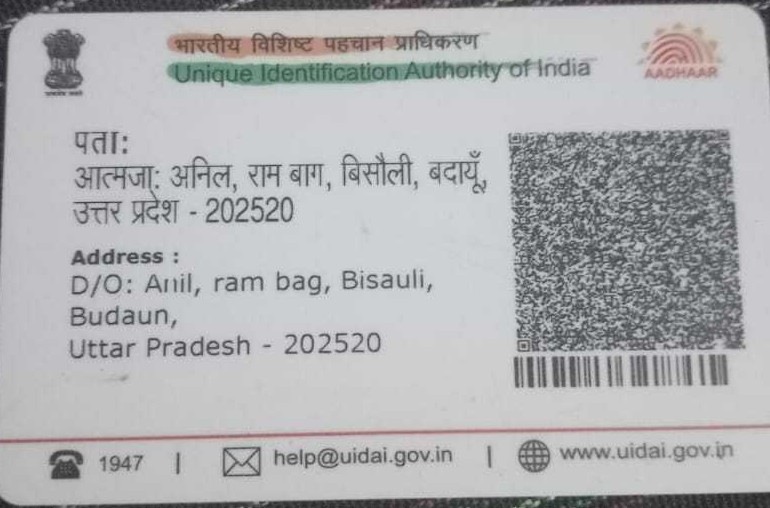 भारतीय विशिष्ट पहचान प्राधिकरण
Unique Identification Authority of India
AADHAAR
पता:
आत्मजा: अनिल, राम बाग, बिसौली, बदायूँ,
उत्तर प्रदेश - 202520
Address :
D/O: Anil, ram bag, Bisauli,
Budaun,
Uttar Pradesh - 202520
1947 | help@uidai.gov.in | www.uidai.gov.in